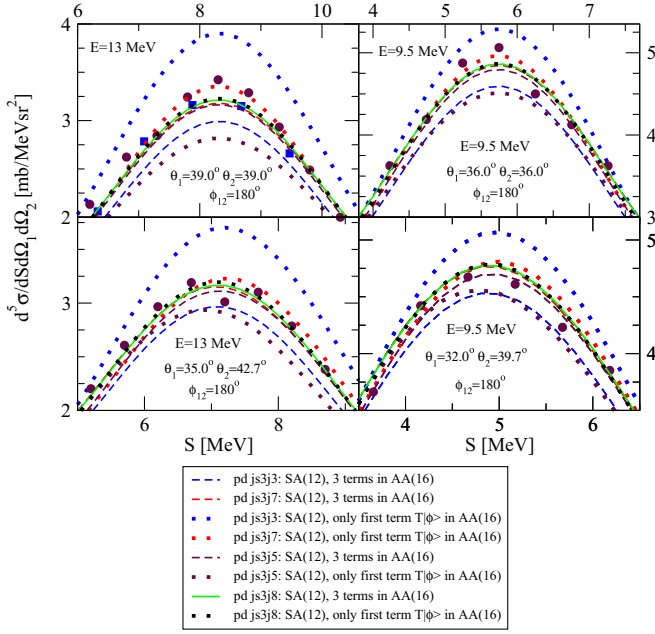 4 6 8 10 4 5 6 7
4 E=13 MeV E=9.5 MeV 5
3 4
E=9.5 MeV
θ₁=39.0° θ₂=39.0° θ₁=36.0° θ₂=36.0°
ϕ₁₂=180° ϕ₁₂=180°
2 3
d⁵σ/dSdΩ₁dΩ₂ [mb/MeVsr²]
5
3
E=13 MeV E=9.5 MeV 4
θ₁=35.0° θ₂=42.7° θ₁=32.0° θ₂=39.7°
ϕ₁₂=180° ϕ₁₂=180°
2
6 8 4 5 6
S [MeV] S [MeV]
pd js3j3: SA(12), 3 terms in AA(16)
pd js3j7: SA(12), 3 terms in AA(16)
pd js3j3: SA(12), only first term T|ϕ> in AA(16)
pd js3j7: SA(12), only first term T|ϕ> in AA(16)
pd js3j5: SA(12), 3 terms in AA(16)
pd js3j5: SA(12), only first term T|ϕ> in AA(16)
pd js3j8: SA(12), 3 terms in AA(16)
pd js3j8: SA(12), only first term T|ϕ> in AA(16)